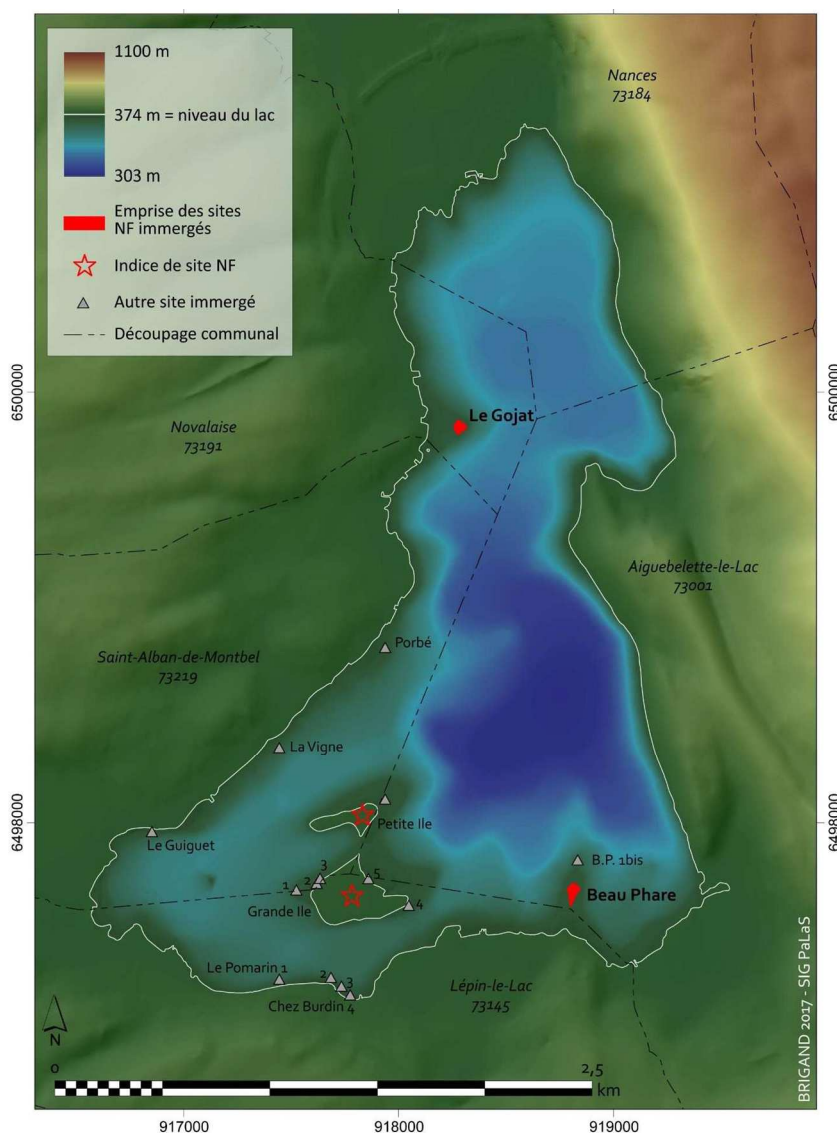 1100 m
374 m = niveau du lac
303 m
Emprise des sites
NF immergés
Indice de site NF
Autre site immergé
Découpage communal
Nances
73184
6500000
6500000
Le Gojat
Novalaise
73191
Aiguebelette-le-Lac
73001
Porbé
Saint-Alban-de-Montbel
73219
La Vigne
6498000
6498000
Petite Ile
Le Guiguet
B.P. 1bis
3
5
1
2
Beau Phare
Grande Ile
4
Le Pomarin 1
2
3
Chez Burdin 4
Lépin-le-Lac
73145
BRIGAND 2017 - SIG PaLaS
N
0
2,5
km
917000
918000
919000